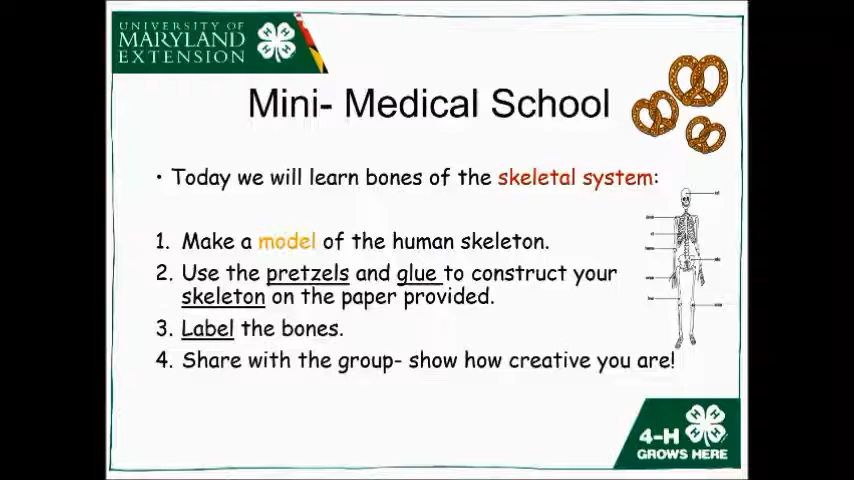 UNIVERSITY OF
MARYLAND
EXTENSION
Mini- Medical School
• Today we will learn bones of the skeletal system:
1. Make a model of the human skeleton.
2. Use the pretzels and glue to construct your
skeleton on the paper provided.
3. Label the bones.
4. Share with the group- show how creative you are!
4-H
GROWS HERE